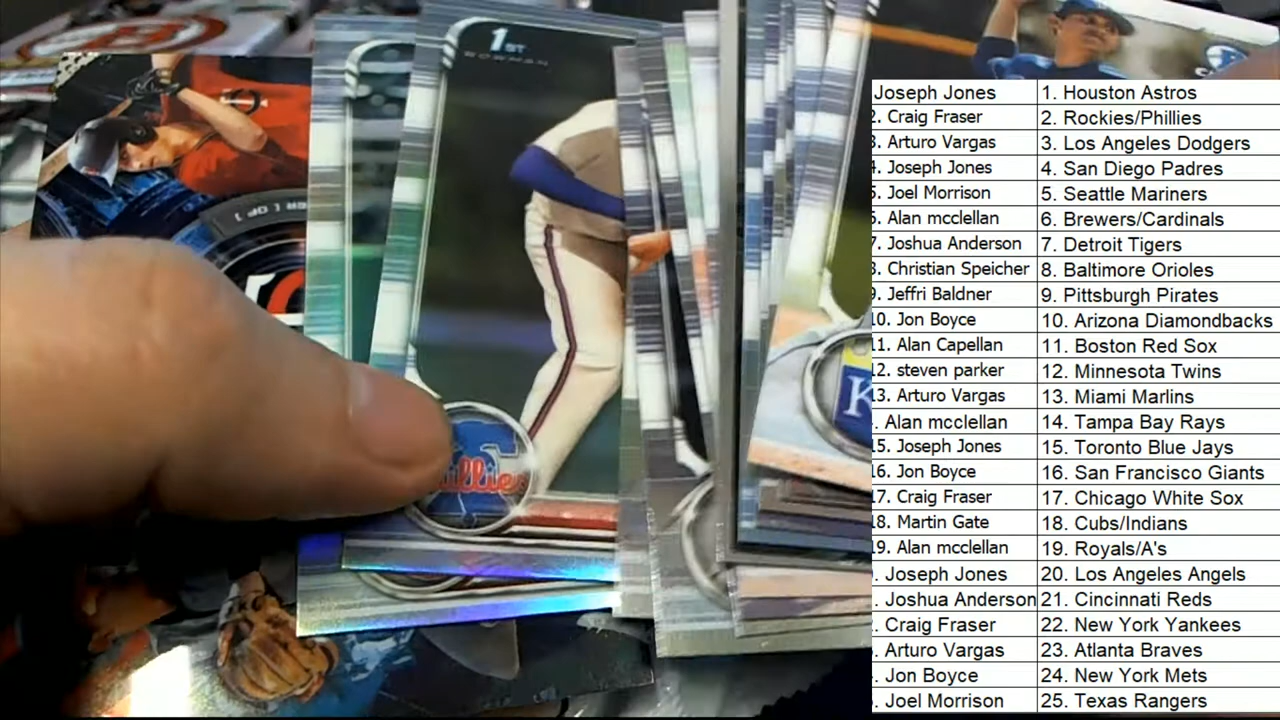 1ST
BOWMAN
Phillies
K
Joseph Jones 1. Houston Astros
2. Craig Fraser 2. Rockies/Phillies
3. Arturo Vargas 3. Los Angeles Dodgers
4. Joseph Jones 4. San Diego Padres
5. Joel Morrison 5. Seattle Mariners
6. Alan mcclellan 6. Brewers/Cardinals
7. Joshua Anderson 7. Detroit Tigers
8. Christian Speicher 8. Baltimore Orioles
9. Jeffri Baldner 9. Pittsburgh Pirates
10. Jon Boyce 10. Arizona Diamondbacks
11. Alan Capellan 11. Boston Red Sox
12. steven parker 12. Minnesota Twins
13. Arturo Vargas 13. Miami Marlins
. Alan mcclellan 14. Tampa Bay Rays
15. Joseph Jones 15. Toronto Blue Jays
16. Jon Boyce 16. San Francisco Giants
17. Craig Fraser 17. Chicago White Sox
18. Martin Gate 18. Cubs/Indians
19. Alan mcclellan 19. Royals/A's
. Joseph Jones 20. Los Angeles Angels
. Joshua Anderson 21. Cincinnati Reds
. Craig Fraser 22. New York Yankees
. Arturo Vargas 23. Atlanta Braves
. Jon Boyce 24. New York Mets
. Joel Morrison 25. Texas Rangers